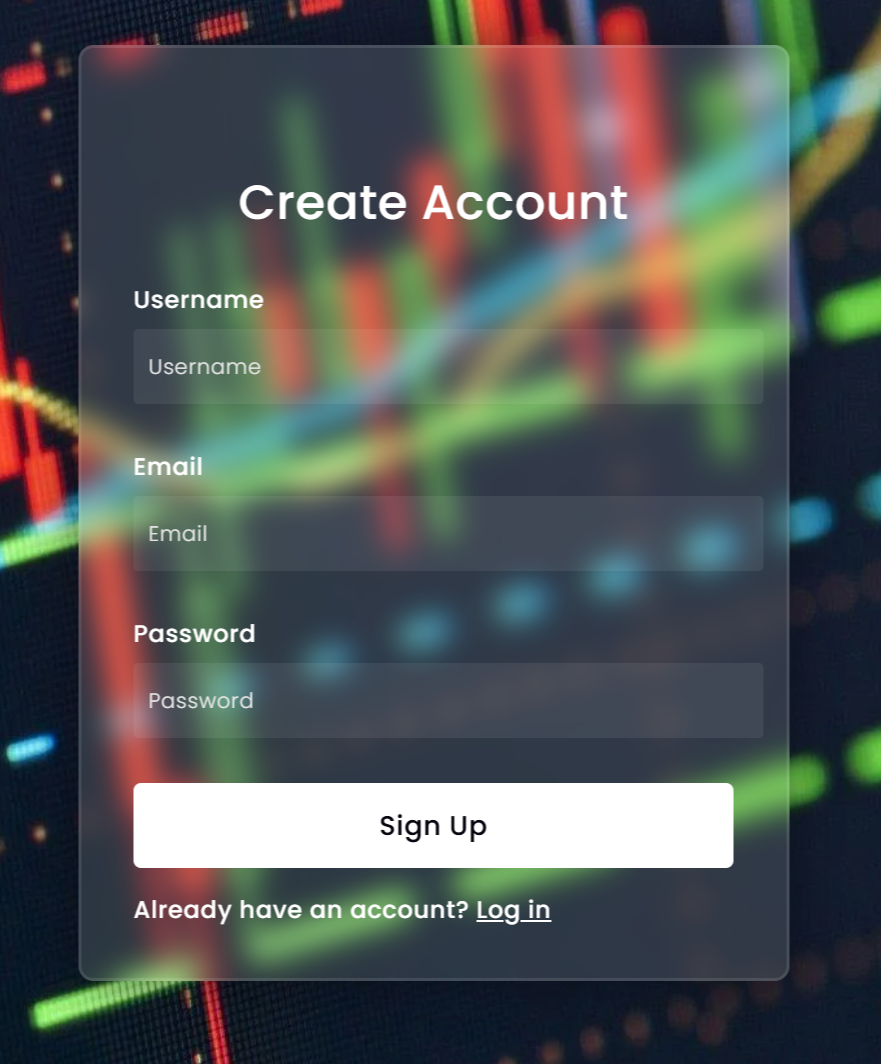 Create Account
Username
Username
Email
Email
Password
Password
Sign Up
Already have an account? Log in